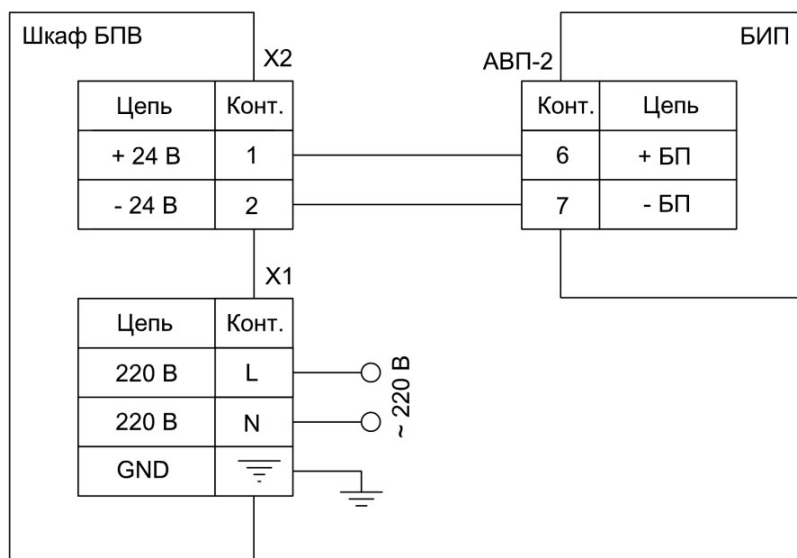 Шкаф БПВ
X2
Цепь Конт.
+ 24 В 1
- 24 В 2
X1
Цепь Конт.
220 В L
220 В N
GND
~ 220 В
АВП-2
БИП
Конт. Цепь
6 + БП
7 - БП